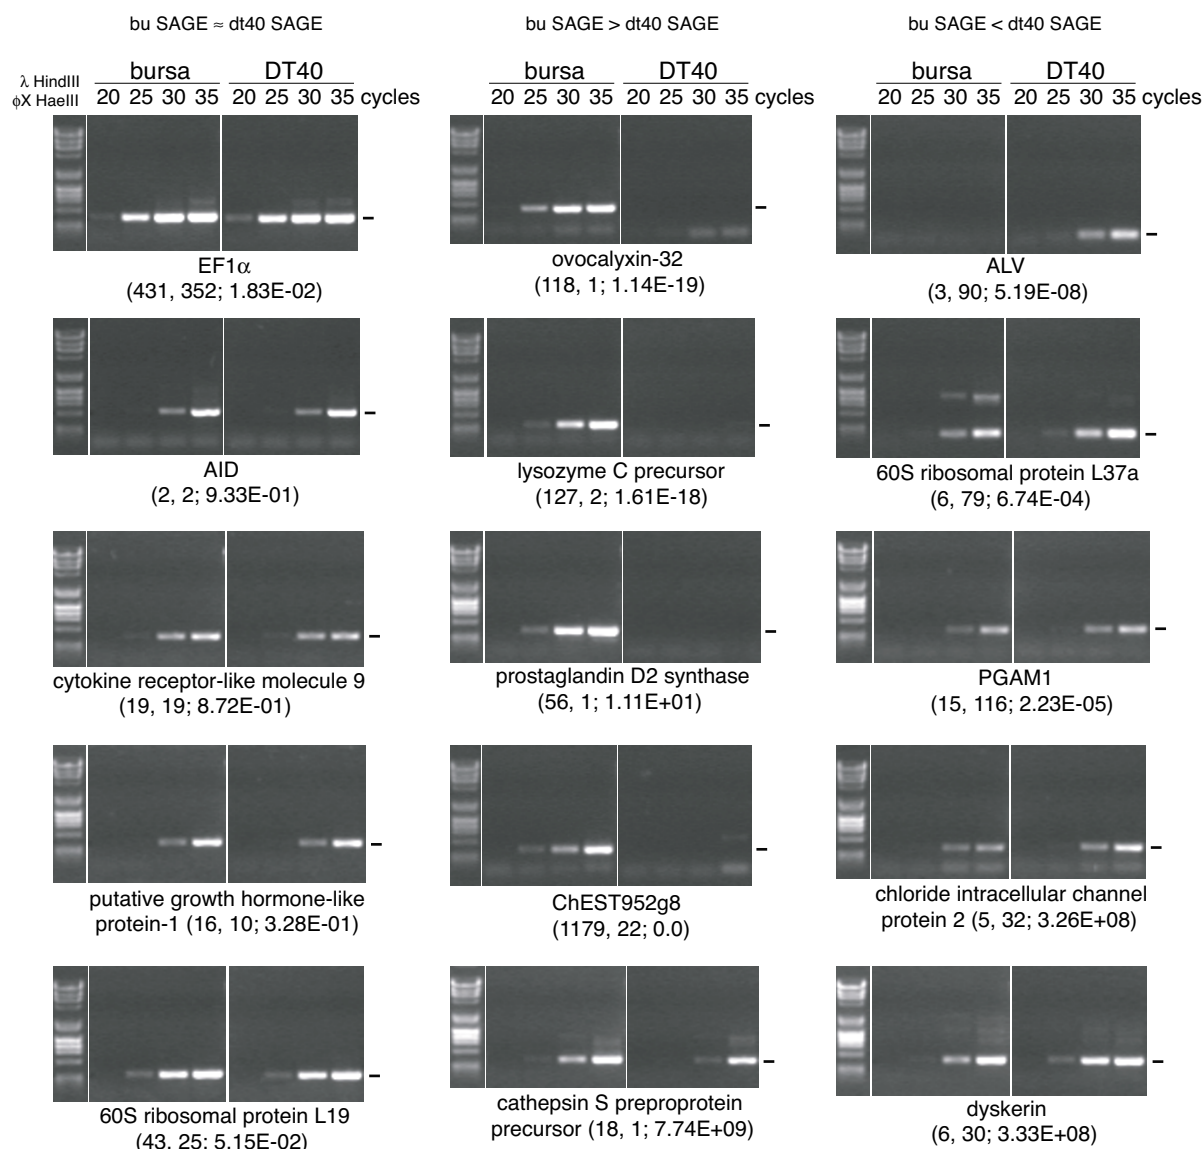 bu SAGE ≈ dt40 SAGE
bu SAGE > dt40 SAGE
bu SAGE < dt40 SAGE
λ HindIII
φX HaeIII
bursa DT40
20 25 30 35 20 25 30 35 cycles
bursa DT40
20 25 30 35 20 25 30 35 cycles
bursa DT40
20 25 30 35 20 25 30 35 cycles
EF1α
(431, 352; 1.83E-02)
ovocalyxin-32
(118, 1; 1.14E-19)
ALV
(3, 90; 5.19E-08)
AID
(2, 2; 9.33E-01)
lysozyme C precursor
(127, 2; 1.61E-18)
60S ribosomal protein L37a
(6, 79; 6.74E-04)
cytokine receptor-like molecule 9
(19, 19; 8.72E-01)
prostaglandin D2 synthase
(56, 1; 1.11E+01)
PGAM1
(15, 116; 2.23E-05)
putative growth hormone-like
protein-1 (16, 10; 3.28E-01)
ChEST952g8
(1179, 22; 0.0)
chloride intracellular channel
protein 2 (5, 32; 3.26E+08)
60S ribosomal protein L19
(43, 25; 5.15E-02)
cathepsin S preproprotein
precursor (18, 1; 7.74E+09)
dyskerin
(6, 30; 3.33E+08)